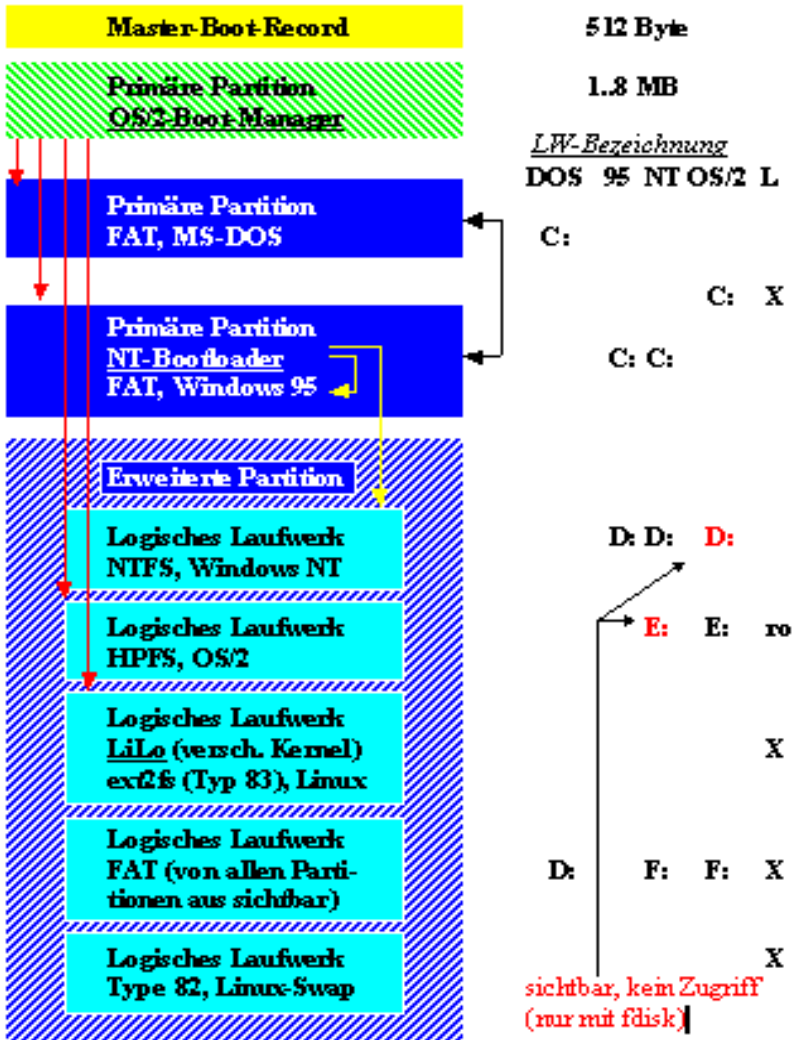 Master-Boot-Record 512 Byte
Primäre Partition 1..8 MB
OS/2-Boot-Manager
LW-Bezeichnung
DOS 95 NT OS/2 L
Primäre Partition
FAT, MS-DOS C:
C: X
Primäre Partition
NT-Bootloader C: C:
FAT, Windows 95
Erweiterte Partition
Logisches Laufwerk D: D: D:
NTFS, Windows NT
Logisches Laufwerk E: E: ro
HPFS, OS/2
Logisches Laufwerk
LiLo (versch. Kernel) X
ext2fs (Typ 83), Linux
Logisches Laufwerk
FAT (von allen Parti- D: F: F: X
tionen aus sichtbar)
Logisches Laufwerk X
Type 82, Linux-Swap
sichtbar, kein Zugriff
(nur mit fdisk)